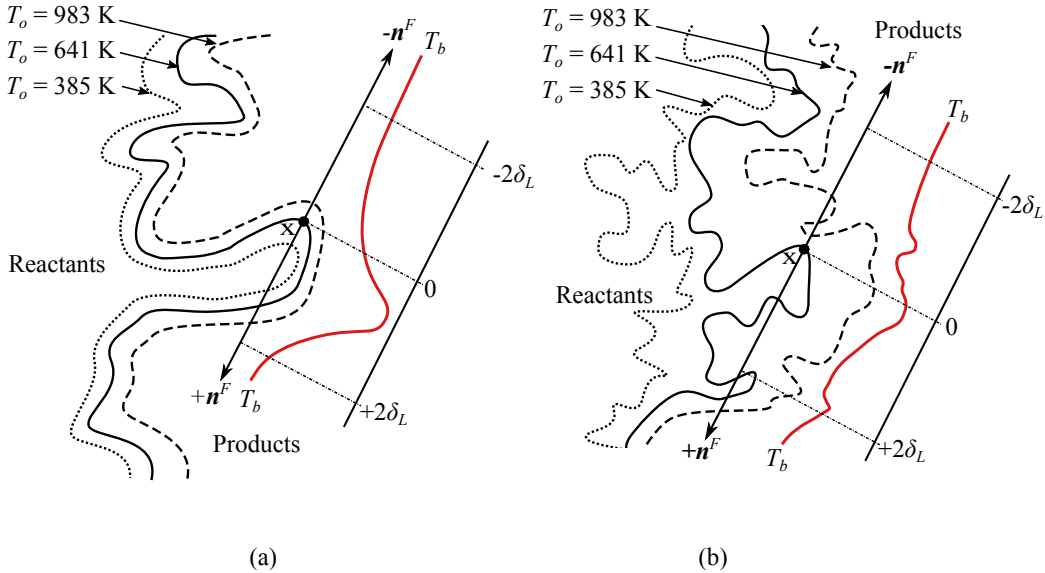 T_o = 983 K
T_o = 641 K
T_o = 385 K
-n^F
T_b
-2δ_L
x
Reactants
0
+n^F
T_b
+2δ_L
Products
(a)
(b)
T_o = 983 K
T_o = 641 K
T_o = 385 K
Products
-n^F
T_b
-2δ_L
x
Reactants
0
+n^F
T_b
+2δ_L